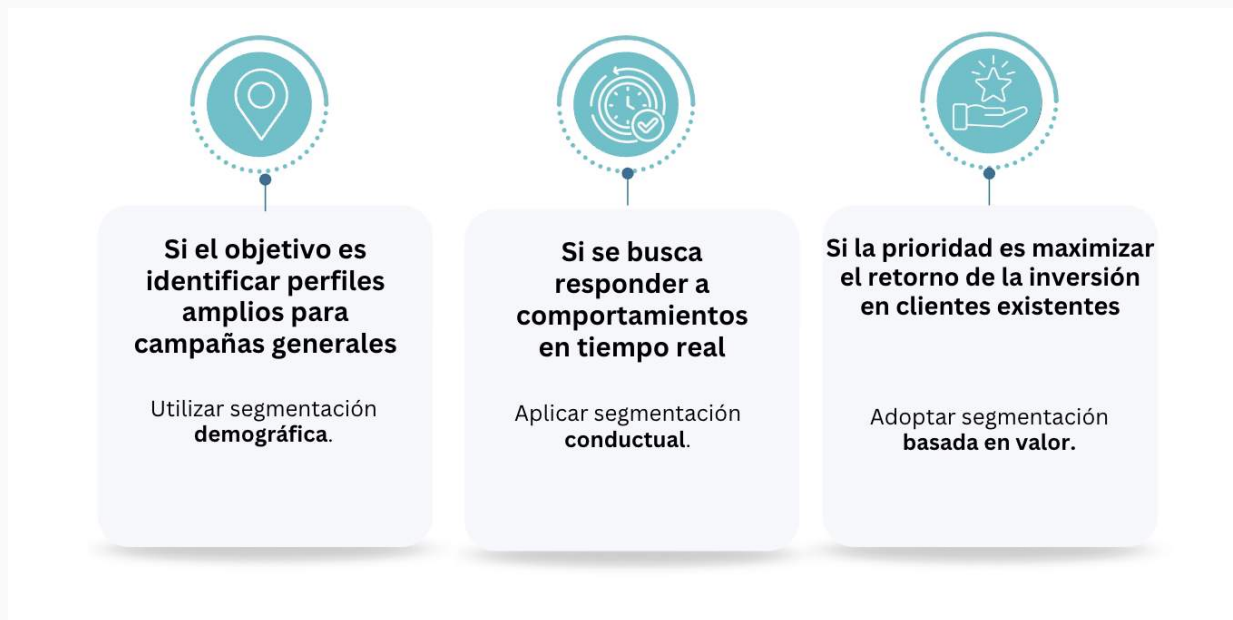 Si el objetivo es
identificar perfiles
amplios para
campañas generales
Utilizar segmentación
demográfica.
Si se busca
responder a
comportamientos
en tiempo real
Aplicar segmentación
conductual.
Si la prioridad es maximizar
el retorno de la inversión
en clientes existentes
Adoptar segmentación
basada en valor.